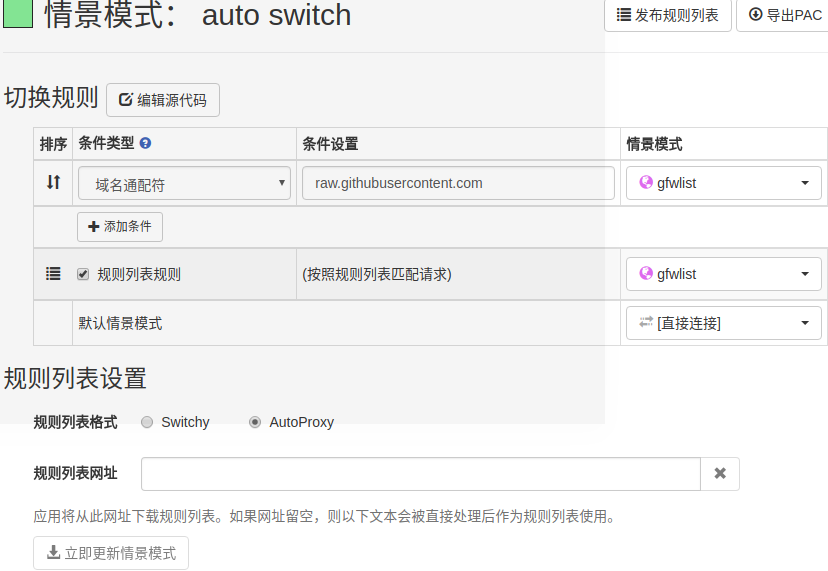 情景模式： auto switch
发布规则列表
导出PAC
切换规则
编辑源代码
排序 条件类型 条件设置 情景模式
域名通配符 raw.githubusercontent.com gfwlist
添加条件
规则列表规则 (按照规则列表匹配请求) gfwlist
默认情景模式 [直接连接]
规则列表设置
规则列表格式 Switchy AutoProxy
规则列表网址
应用将从此网址下载规则列表。如果网址留空，则以下文本会被直接处理后作为规则列表使用。
立即更新情景模式